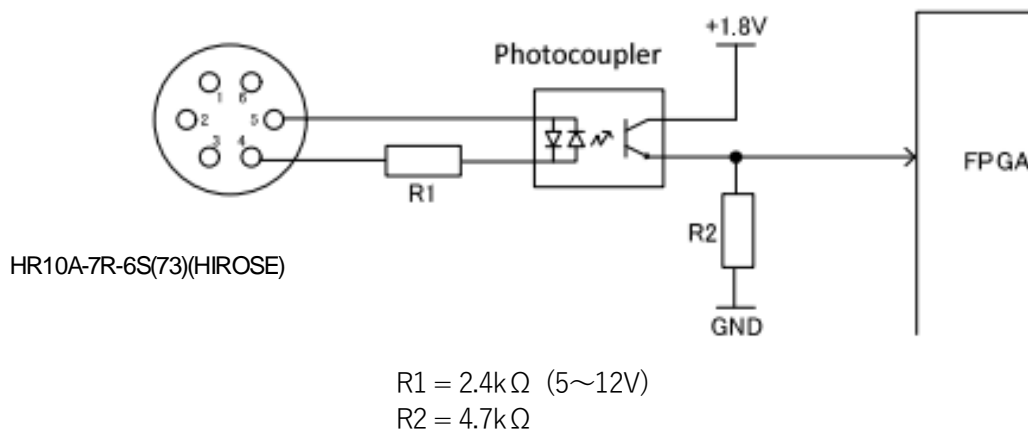 +1.8V
Photocoupler
1 6
2 5
3 4
R1
FPGA
R2
HR10A-7R-6S(73)(HIROSE)
GND
R1 = 2.4kΩ (5～12V)
R2 = 4.7kΩ